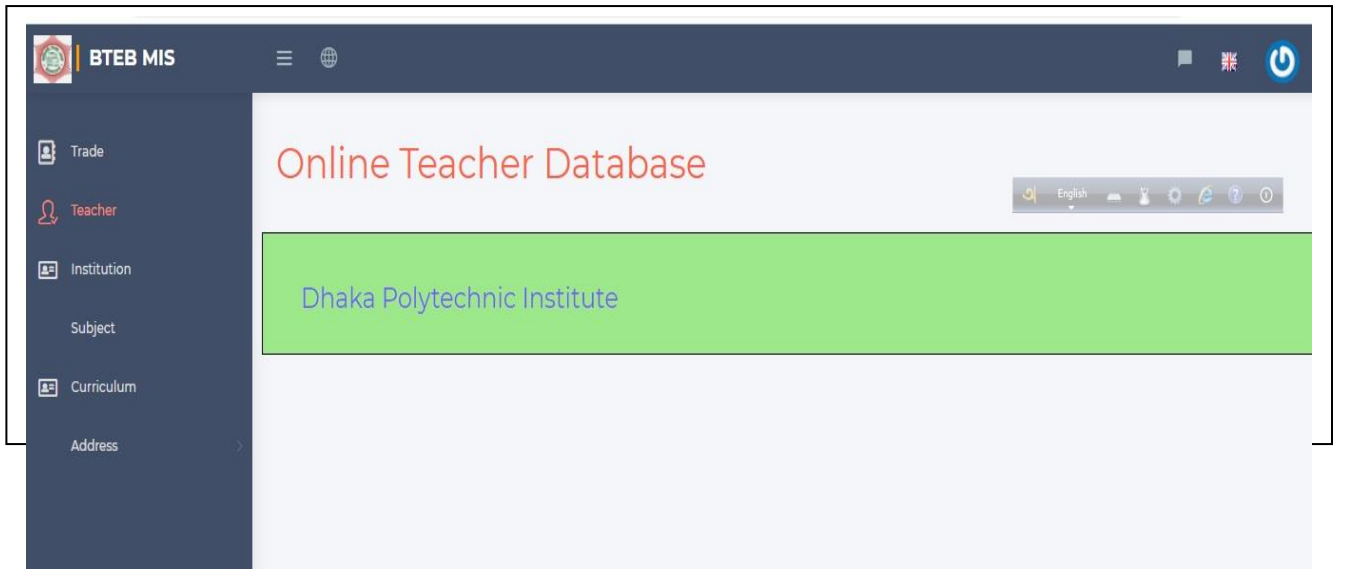 BTEB MIS
Trade
Teacher
Institution
Subject
Curriculum
Address
Online Teacher Database
অ English
Dhaka Polytechnic Institute